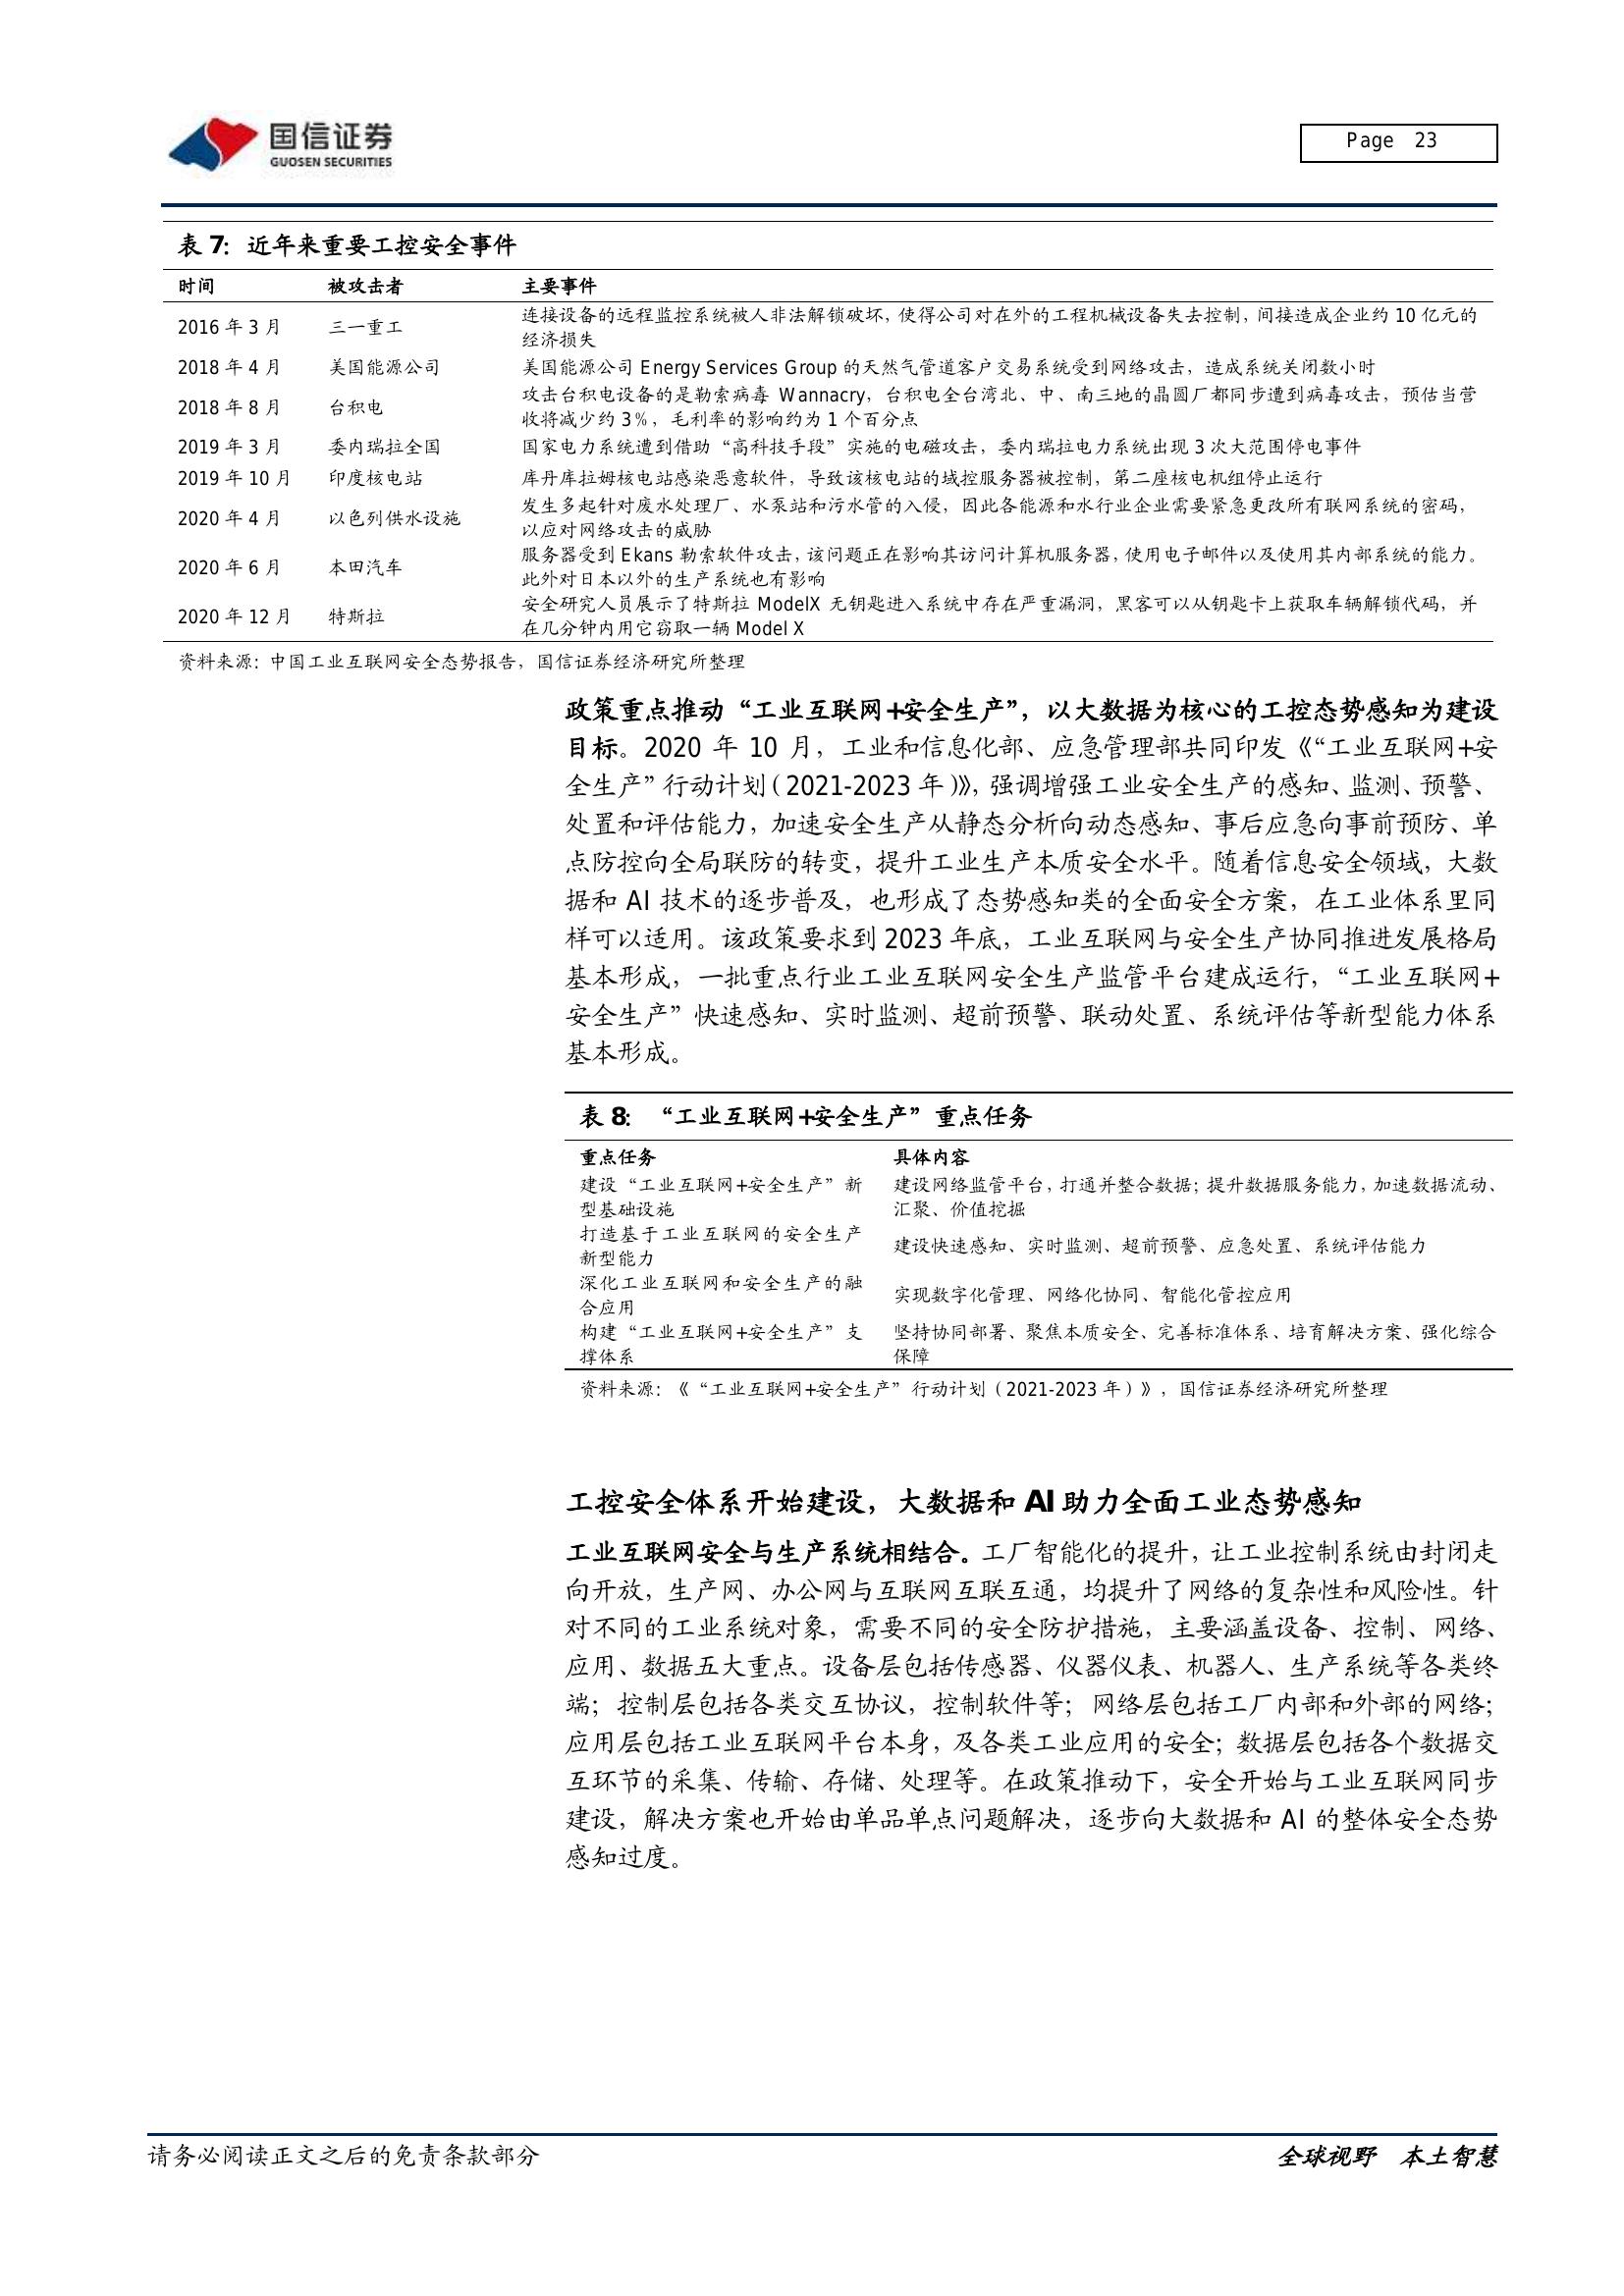 国信证券
GUOSEN SECURITIES
Page 23
表 7：近年来重要工控安全事件
时间 被攻击者 主要事件
2016 年 3 月 三一重工 连接设备的远程监控系统被人非法解锁破坏，使得公司对在外的工程机械设备失去控制，间接造成企业约 10 亿元的
经济损失
2018 年 4 月 美国能源公司 美国能源公司 Energy Services Group 的天然气管道客户交易系统受到网络攻击，造成系统关闭数小时
2018 年 8 月 台积电 攻击台积电设备的是勒索病毒 Wannacry，台积电全台湾北、中、南三地的晶圆厂都同步遭到病毒攻击，预估当营
收将减少约 3%，毛利率的影响约为 1 个百分点
2019 年 3 月 委内瑞拉全国 国家电力系统遭到借助“高科技手段”实施的电磁攻击，委内瑞拉电力系统出现 3 次大范围停电事件
2019 年 10 月 印度核电站 库丹库拉姆核电站感染恶意软件，导致该核电站的域控服务器被控制，第二座核电机组停止运行
2020 年 4 月 以色列供水设施 发生多起针对废水处理厂、水泵站和污水管的入侵，因此各能源和水行业企业需要紧急更改所有联网系统的密码，
以应对网络攻击的威胁
2020 年 6 月 本田汽车 服务器受到 Ekans 勒索软件攻击，该问题正在影响其访问计算机服务器，使用电子邮件以及使用其内部系统的能力。
此外对日本以外的生产系统也有影响
2020 年 12 月 特斯拉 安全研究人员展示了特斯拉 ModelX 无钥匙进入系统中存在严重漏洞，黑客可以从钥匙卡上获取车辆解锁代码，并
在几分钟内用它窃取一辆 Model X
资料来源：中国工业互联网安全态势报告，国信证券经济研究所整理
政策重点推动“工业互联网+安全生产”，以大数据为核心的工控态势感知为建设
目标。2020 年 10 月，工业和信息化部、应急管理部共同印发《“工业互联网+安
全生产”行动计划（2021-2023 年）》，强调增强工业安全生产的感知、监测、预警、
处置和评估能力，加速安全生产从静态分析向动态感知、事后应急向事前预防、单
点防控向全局联防的转变，提升工业生产本质安全水平。随着信息安全领域，大数
据和 AI 技术的逐步普及，也形成了态势感知类的全面安全方案，在工业体系里同
样可以适用。该政策要求到 2023 年底，工业互联网与安全生产协同推进发展格局
基本形成，一批重点行业工业互联网安全生产监管平台建成运行，“工业互联网+
安全生产”快速感知、实时监测、超前预警、联动处置、系统评估等新型能力体系
基本形成。
表 8：“工业互联网+安全生产”重点任务
重点任务 具体内容
建设“工业互联网+安全生产”新 建设网络监管平台，打通并整合数据；提升数据服务能力，加速数据流动、
型基础设施 汇聚、价值挖掘
打造基于工业互联网的安全生产
新型能力 建设快速感知、实时监测、超前预警、应急处置、系统评估能力
深化工业互联网和安全生产的融
合应用 实现数字化管理、网络化协同、智能化管控应用
构建“工业互联网+安全生产”支 坚持协同部署、聚焦本质安全、完善标准体系、培育解决方案、强化综合
撑体系 保障
资料来源：《“工业互联网+安全生产”行动计划（2021-2023 年）》，国信证券经济研究所整理
工控安全体系开始建设，大数据和 AI 助力全面工业态势感知
工业互联网安全与生产系统相结合。工厂智能化的提升，让工业控制系统由封闭走
向开放，生产网、办公网与互联网互联互通，均提升了网络的复杂性和风险性。针
对不同的工业系统对象，需要不同的安全防护措施，主要涵盖设备、控制、网络、
应用、数据五大重点。设备层包括传感器、仪器仪表、机器人、生产系统等各类终
端；控制层包括各类交互协议，控制软件等；网络层包括工厂内部和外部的网络；
应用层包括工业互联网平台本身，及各类工业应用的安全；数据层包括各个数据交
互环节的采集、传输、存储、处理等。在政策推动下，安全开始与工业互联网同步
建设，解决方案也开始由单品单点问题解决，逐步向大数据和 AI 的整体安全态势
感知过度。
请务必阅读正文之后的免责条款部分 全球视野 本土智慧